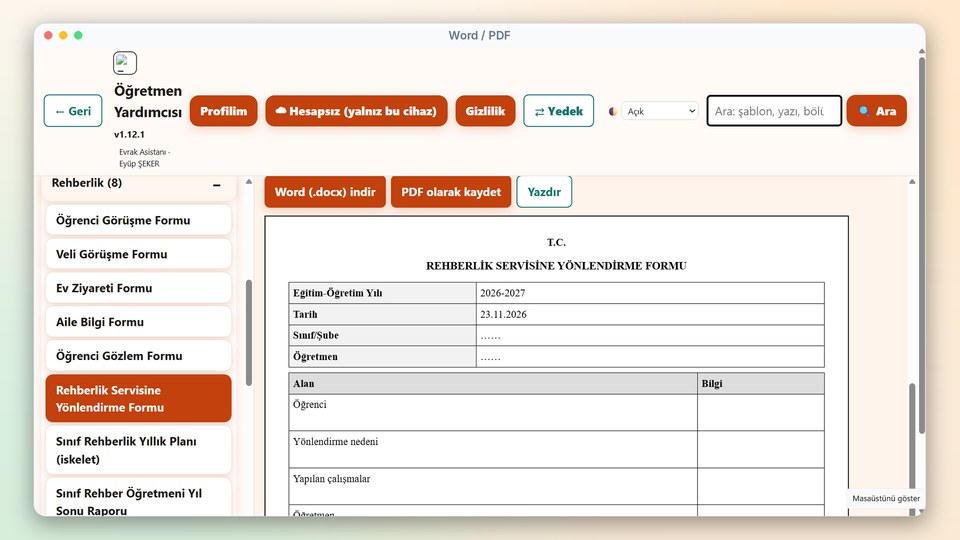 Word / PDF
← Geri
Öğretmen
Yardımcısı
v1.12.1
Evrak Asistanı -
Eyüp ŞEKER
Profilim
Hesapsız (yalnız bu cihaz)
Gizlilik
⇄ Yedek
Açık
Ara: şablon, yazı, bölü
Ara
Rehberlik (8)
–
Öğrenci Görüşme Formu
Veli Görüşme Formu
Ev Ziyareti Formu
Aile Bilgi Formu
Öğrenci Gözlem Formu
Rehberlik Servisine
Yönlendirme Formu
Sınıf Rehberlik Yıllık Planı
(iskelet)
Sınıf Rehber Öğretmeni Yıl
Sonu Raporu
Word (.docx) indir
PDF olarak kaydet
Yazdır
T.C.
REHBERLİK SERVİSİNE YÖNLENDİRME FORMU
Eğitim-Öğretim Yılı 2026-2027
Tarih 23.11.2026
Sınıf/Şube ……
Öğretmen ……
Alan Bilgi
Öğrenci
Yönlendirme nedeni
Yapılan çalışmalar
Öğretmen
Masaüstünü göster